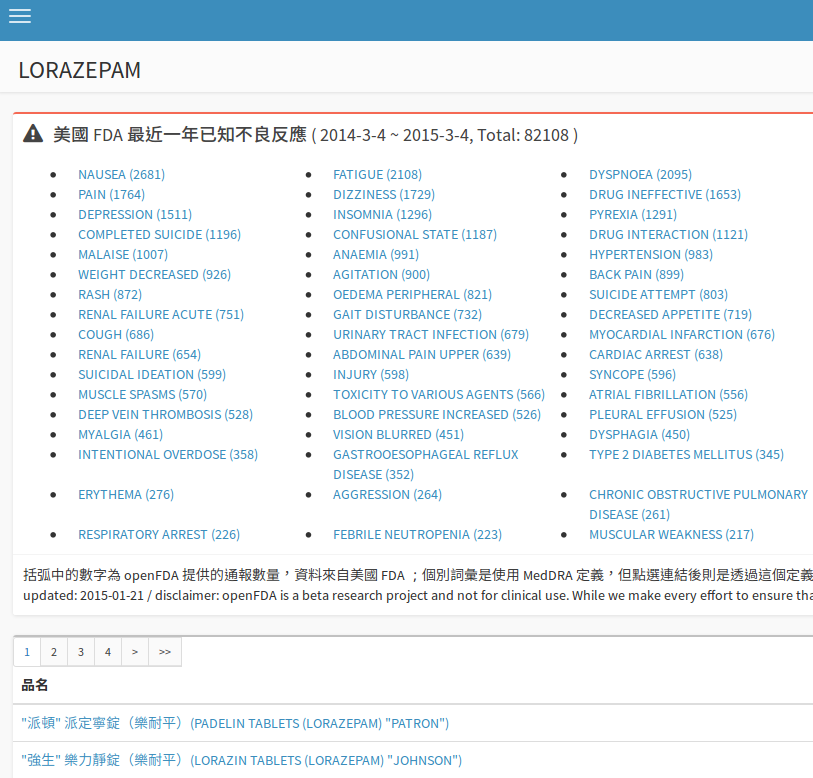 LORAZEPAM
美國 FDA 最近一年已知不良反應 ( 2014-3-4 ~ 2015-3-4, Total: 82108 )
NAUSEA (2681) FATIGUE (2108) DYSPNOEA (2095)
PAIN (1764) DIZZINESS (1729) DRUG INEFFECTIVE (1653)
DEPRESSION (1511) INSOMNIA (1296) PYREXIA (1291)
COMPLETED SUICIDE (1196) CONFUSIONAL STATE (1187) DRUG INTERACTION (1121)
MALAISE (1007) ANAEMIA (991) HYPERTENSION (983)
WEIGHT DECREASED (926) AGITATION (900) BACK PAIN (899)
RASH (872) OEDEMA PERIPHERAL (821) SUICIDE ATTEMPT (803)
RENAL FAILURE ACUTE (751) GAIT DISTURBANCE (732) DECREASED APPETITE (719)
COUGH (686) URINARY TRACT INFECTION (679) MYOCARDIAL INFARCTION (676)
RENAL FAILURE (654) ABDOMINAL PAIN UPPER (639) CARDIAC ARREST (638)
SUICIDAL IDEATION (599) INJURY (598) SYNCOPE (596)
MUSCLE SPASMS (570) TOXICITY TO VARIOUS AGENTS (566) ATRIAL FIBRILLATION (556)
DEEP VEIN THROMBOSIS (528) BLOOD PRESSURE INCREASED (526) PLEURAL EFFUSION (525)
MYALGIA (461) VISION BLURRED (451) DYSPHAGIA (450)
INTENTIONAL OVERDOSE (358) GASTROOESOPHAGEAL REFLUX TYPE 2 DIABETES MELLITUS (345)
DISEASE (352)
ERYTHEMA (276) AGGRESSION (264) CHRONIC OBSTRUCTIVE PULMONARY
DISEASE (261)
RESPIRATORY ARREST (226) FEBRILE NEUTROPENIA (223) MUSCULAR WEAKNESS (217)
括弧中的數字為 openFDA 提供的通報數量，資料來自美國 FDA ；個別詞彙是使用 MedDRA 定義，但點選連結後則是透過這個定義
updated: 2015-01-21 / disclaimer: openFDA is a beta research project and not for clinical use. While we make every effort to ensure tha
1 2 3 4 > >>
品名
"派頓" 派定寧錠（樂耐平）(PADELIN TABLETS (LORAZEPAM) "PATRON")
"強生" 樂力靜錠（樂耐平）(LORAZIN TABLETS (LORAZEPAM) "JOHNSON")